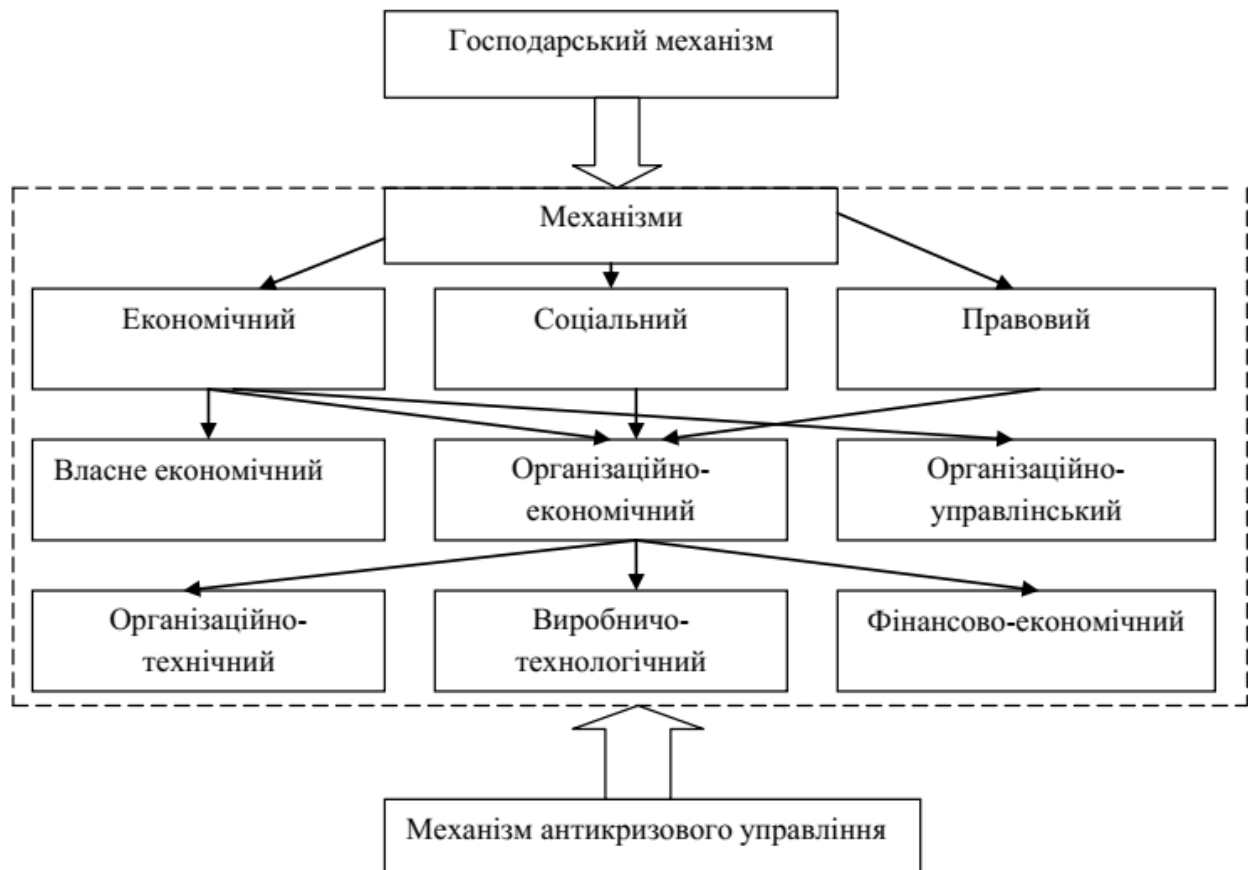 Господарський механізм
Механізми
Економічний
Соціальний
Правовий
Власне економічний
Організаційно-
економічний
Організаційно-
управлінський
Організаційно-
технічний
Виробничо-
технологічний
Фінансово-економічний
Механізм антикризового управління